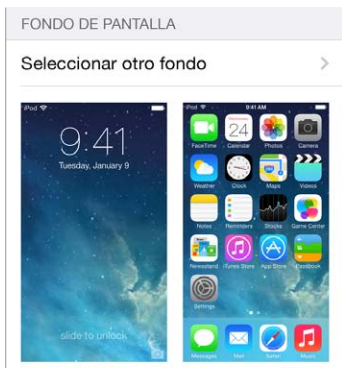 FONDO DE PANTALLA
Seleccionar otro fondo
iPod
9:41
Tuesday, January 9
slide to unlock
iPod 9:41 AM
24
FaceTime Calendar Photos Camera
Weather Clock Maps Videos
Notes Reminders Stocks Game Center
Newsstand iTunes Store App Store Passbook
Settings
Messages Mail Safari Music